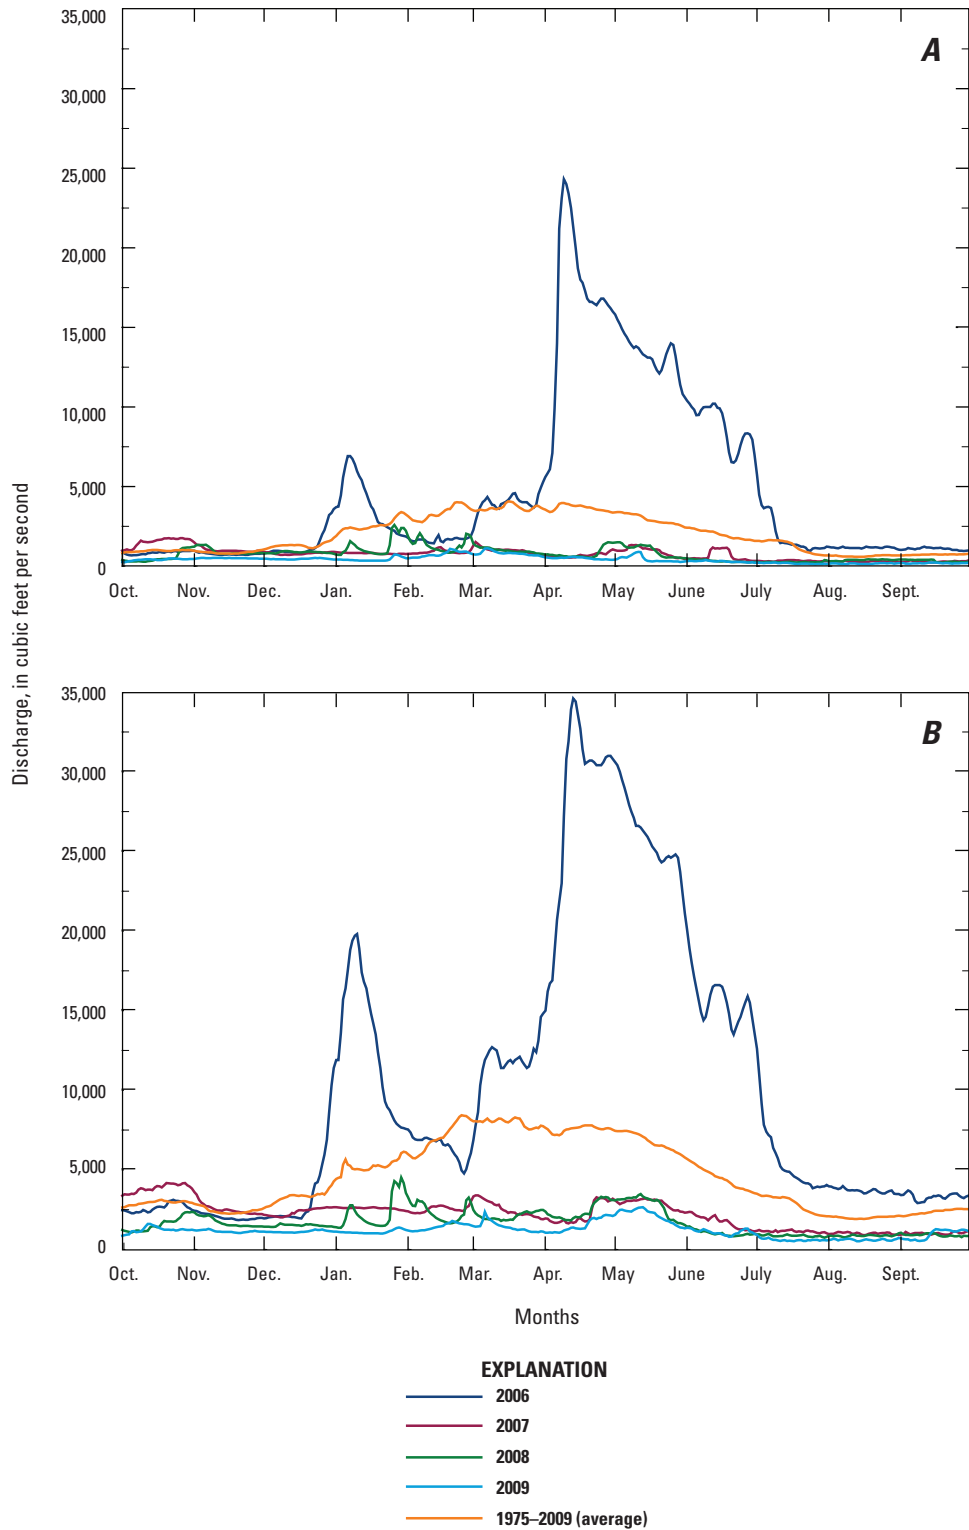 A
35,000
30,000
25,000
20,000
15,000
10,000
5,000
0
Oct. Nov. Dec. Jan. Feb. Mar. Apr. May June July Aug. Sept.
Discharge, in cubic feet per second
B
35,000
30,000
25,000
20,000
15,000
10,000
5,000
0
Oct. Nov. Dec. Jan. Feb. Mar. Apr. May June July Aug. Sept.
Months
EXPLANATION
2006
2007
2008
2009
1975–2009 (average)